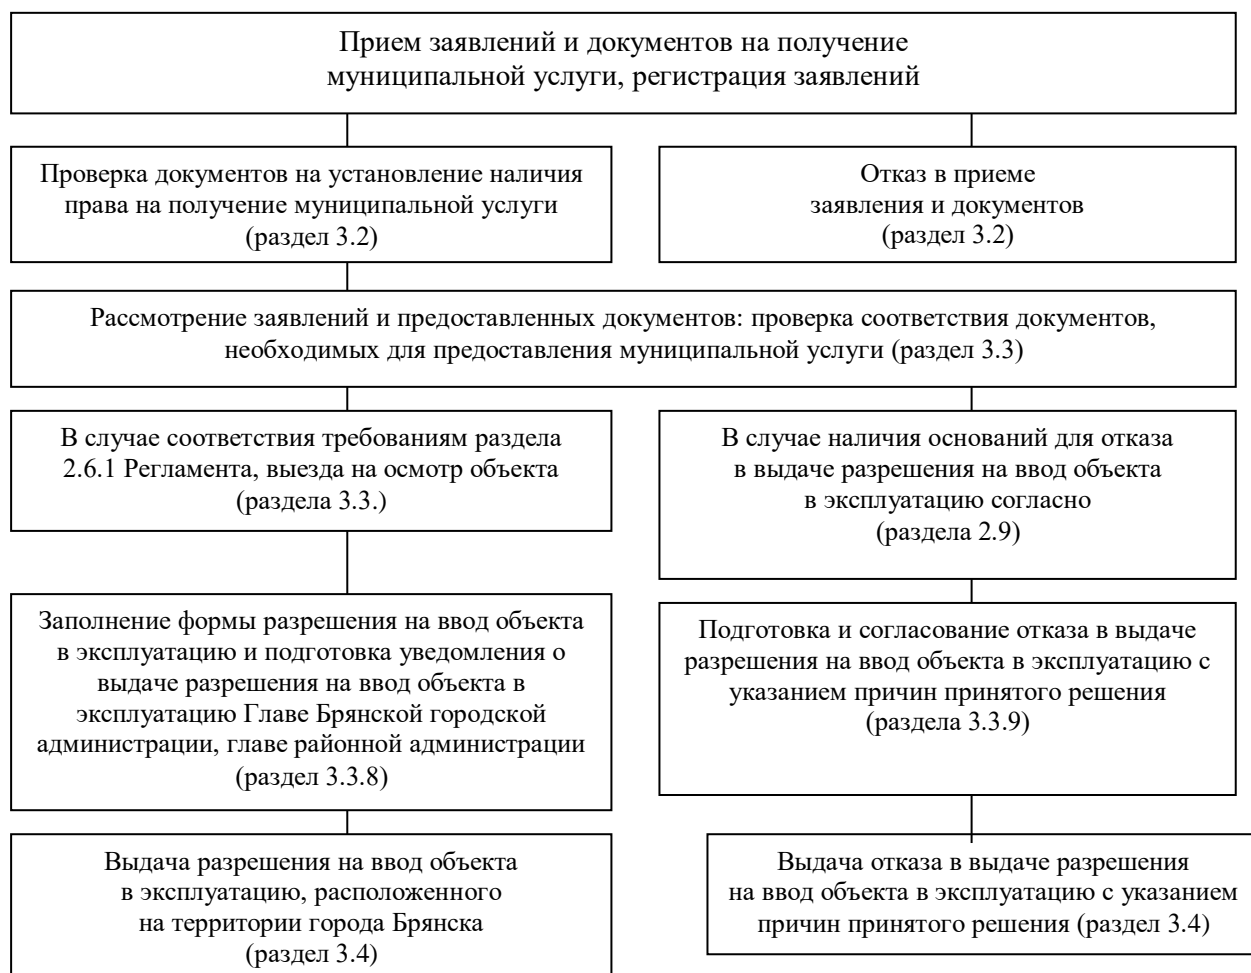 Прием заявлений и документов на получение
муниципальной услуги, регистрация заявлений
Проверка документов на установление наличия
права на получение муниципальной услуги
(раздел 3.2)
Отказ в приеме
заявления и документов
(раздел 3.2)
Рассмотрение заявлений и предоставленных документов: проверка соответствия документов,
необходимых для предоставления муниципальной услуги (раздел 3.3)
В случае соответствия требованиям раздела
2.6.1 Регламента, выезда на осмотр объекта
(раздела 3.3.)
В случае наличия оснований для отказа
в выдаче разрешения на ввод объекта
в эксплуатацию согласно
(раздела 2.9)
Заполнение формы разрешения на ввод объекта
в эксплуатацию и подготовка уведомления о
выдаче разрешения на ввод объекта в
эксплуатацию Главе Брянской городской
администрации, главе районной администрации
(раздел 3.3.8)
Подготовка и согласование отказа в выдаче
разрешения на ввод объекта в эксплуатацию с
указанием причин принятого решения
(раздела 3.3.9)
Выдача разрешения на ввод объекта
в эксплуатацию, расположенного
на территории города Брянска
(раздел 3.4)
Выдача отказа в выдаче разрешения
на ввод объекта в эксплуатацию с указанием
причин принятого решения (раздел 3.4)